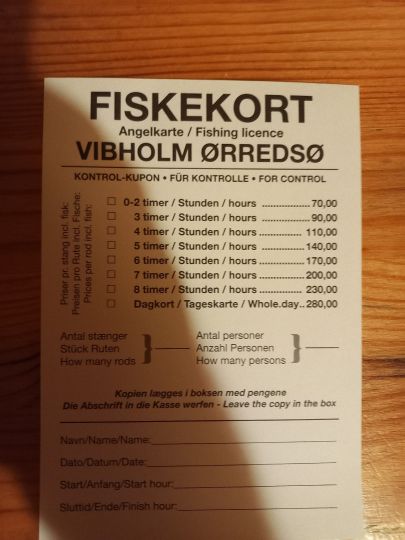 FISKEKORT
Angelkarte / Fishing licence
VIBHOLM ØRREDSØ
KONTROL-KUPON • FÜR KONTROLLE • FOR CONTROL
Priser pr. stang incl. fisk:
Preisen pro Rute incl. Fische:
Prices per rod incl. fish:
☐ 0-2 timer / Stunden / hours ..................70,00
☐ 3 timer / Stunden / hours ....................90,00
☐ 4 timer / Stunden / hours ................ 110,00
☐ 5 timer / Stunden / hours ................140,00
☐ 6 timer / Stunden / hours ................170,00
☐ 7 timer / Stunden / hours ................200,00
☐ 8 timer / Stunden / hours ................ 230,00
☐ Dagkort / Tageskarte / Whole.day..280,00
Antal stænger
Stück Ruten
How many rods
Antal personer
Anzahl Personen
How many persons
Kopien lægges i boksen med pengene
Die Abschrift in die Kasse werfen - Leave the copy in the box
Navn/Name/Name:
Dato/Datum/Date:
Start/Anfang/Start hour:
Sluttid/Ende/Finish hour: